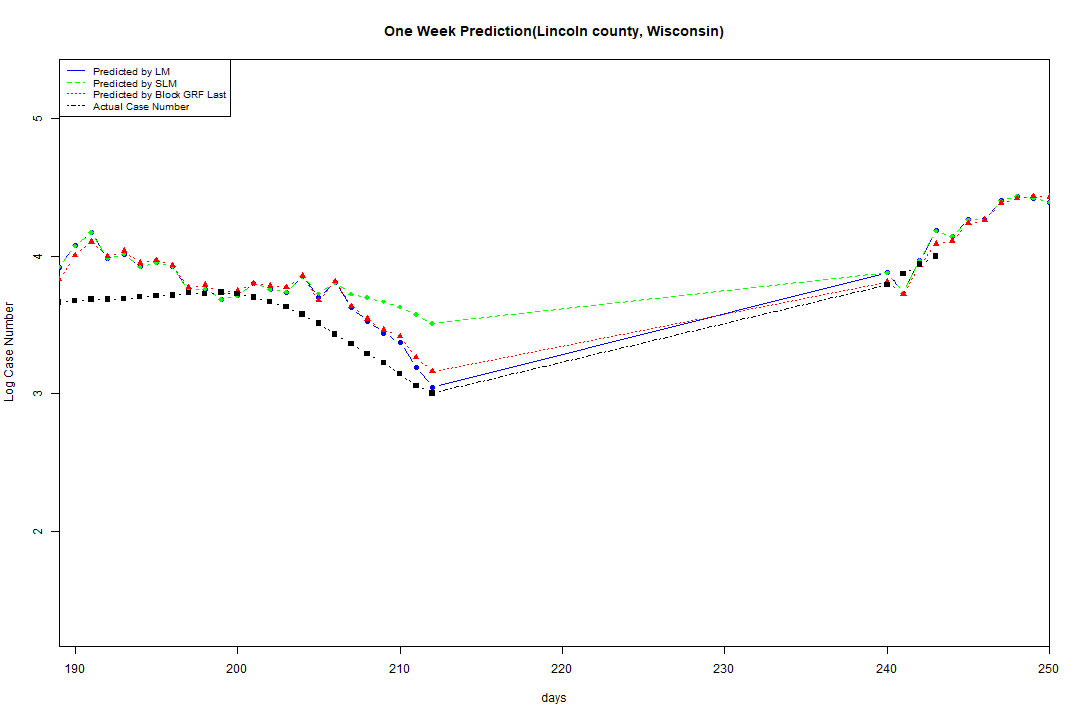 One Week Prediction(Lincoln county, Wisconsin)
Predicted by LM
Predicted by SLM
Predicted by Block GRF Last
Actual Case Number
5
4
3
2
Log Case Number
190 200 210 220 230 240 250
days